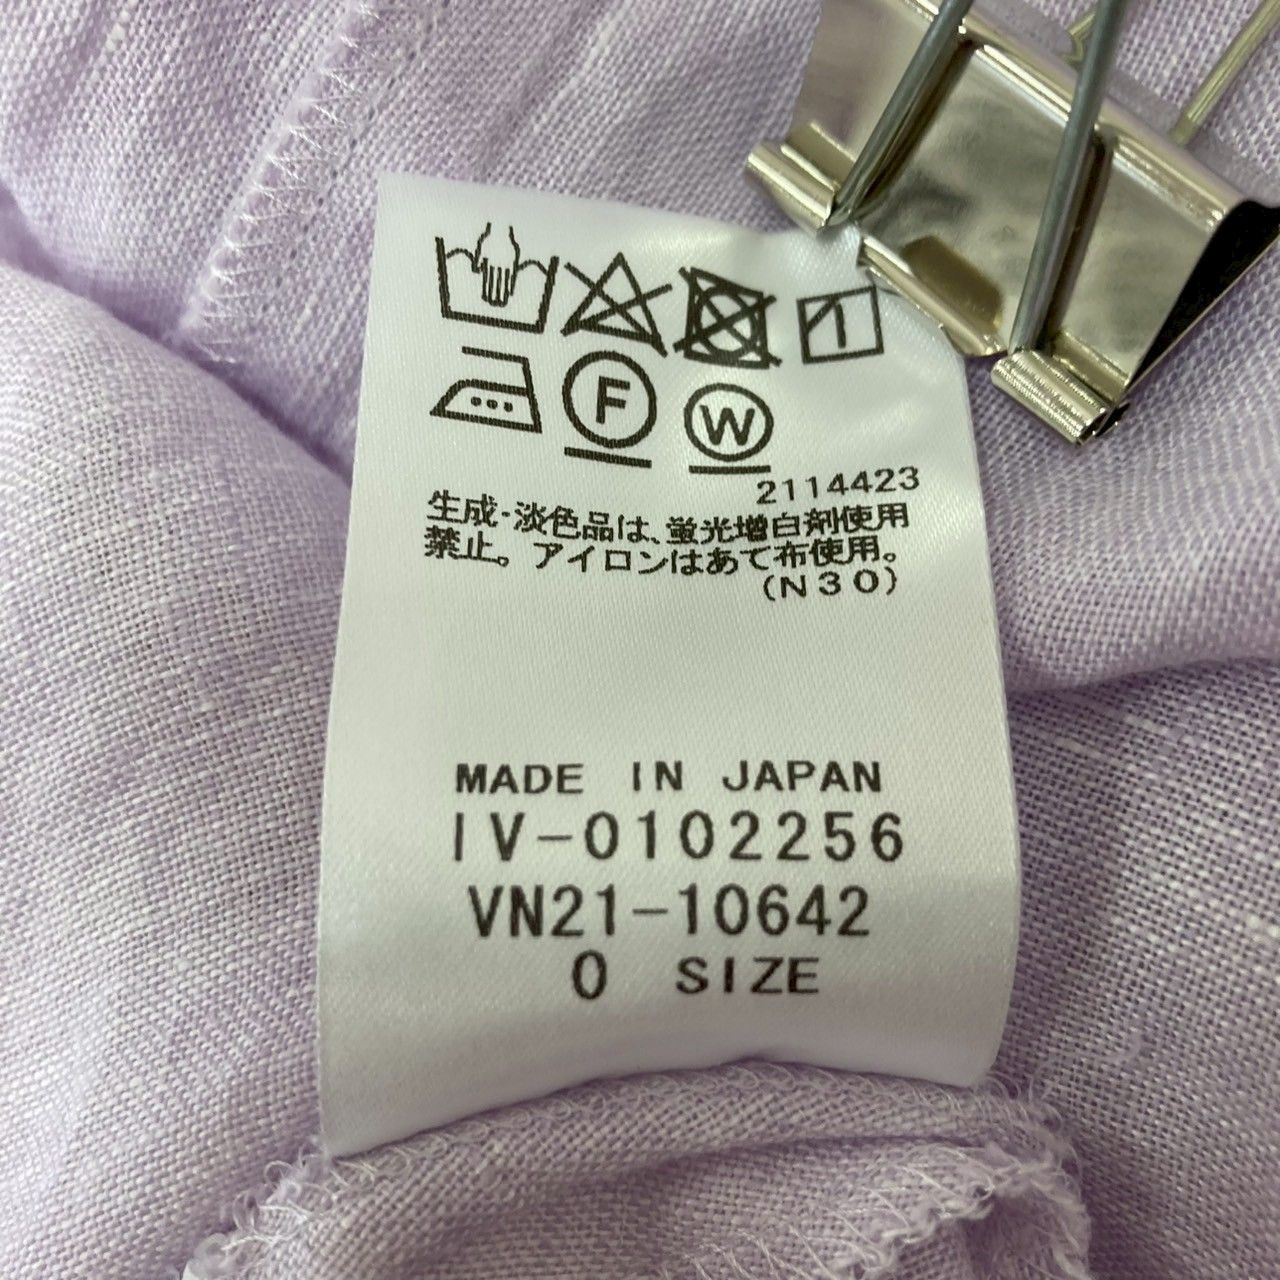 F
W
2114423
生成・淡色品は、蛍光増白剤使用
禁止。アイロンはあて布使用。
(N30)
MADE IN JAPAN
IV-0102256
VN21-10642
0 SIZE